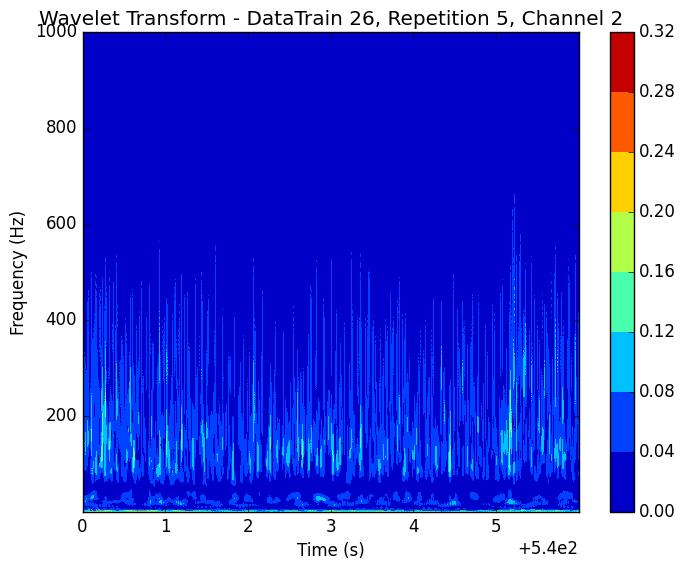 Wavelet Transform - DataTrain 26, Repetition 5, Channel 2
1000
800
600
400
200
Frequency (Hz)
0 1 2 3 4 5
Time (s)
+5.4e2
0.32
0.28
0.24
0.20
0.16
0.12
0.08
0.04
0.00